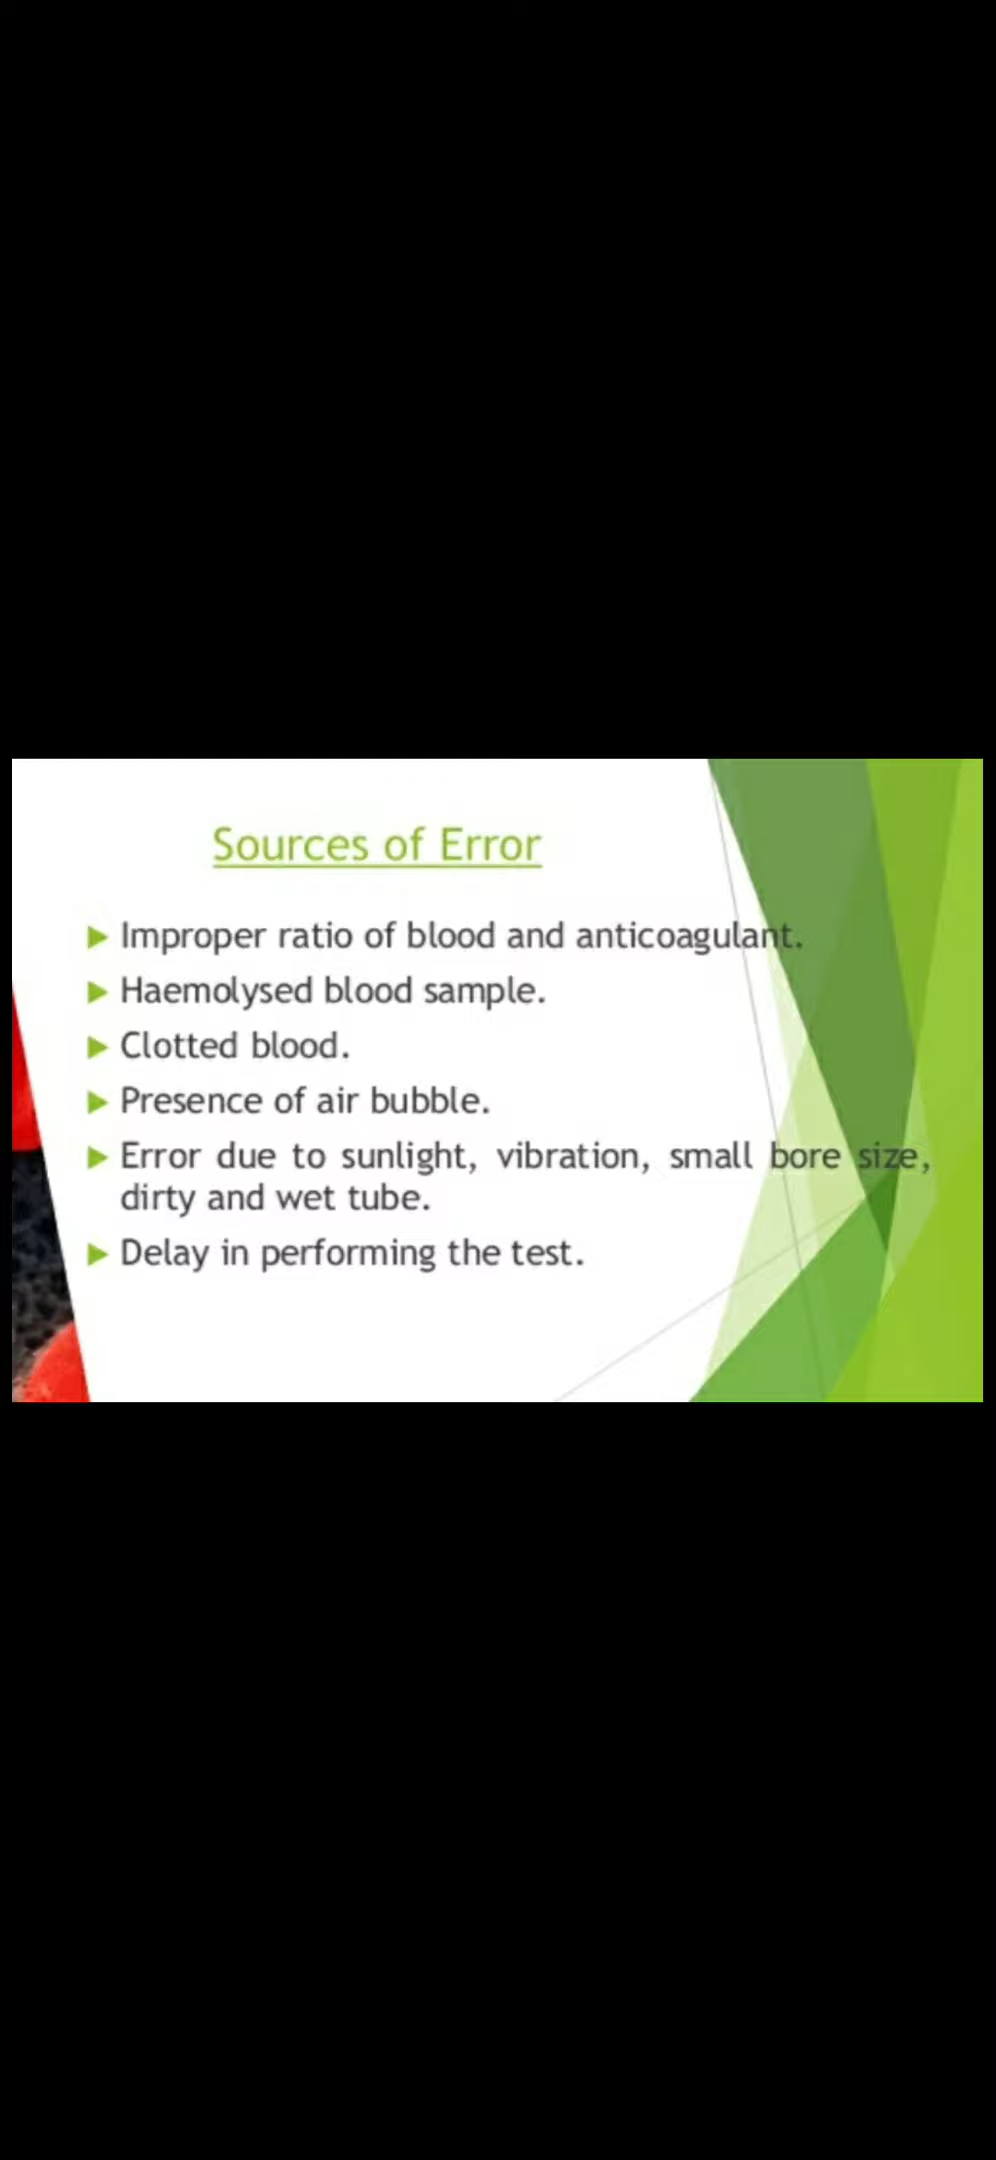 Sources of Error
Improper ratio of blood and anticoagulant.
Haemolysed blood sample.
Clotted blood.
Presence of air bubble.
Error due to sunlight, vibration, small bore size,
dirty and wet tube.
Delay in performing the test.